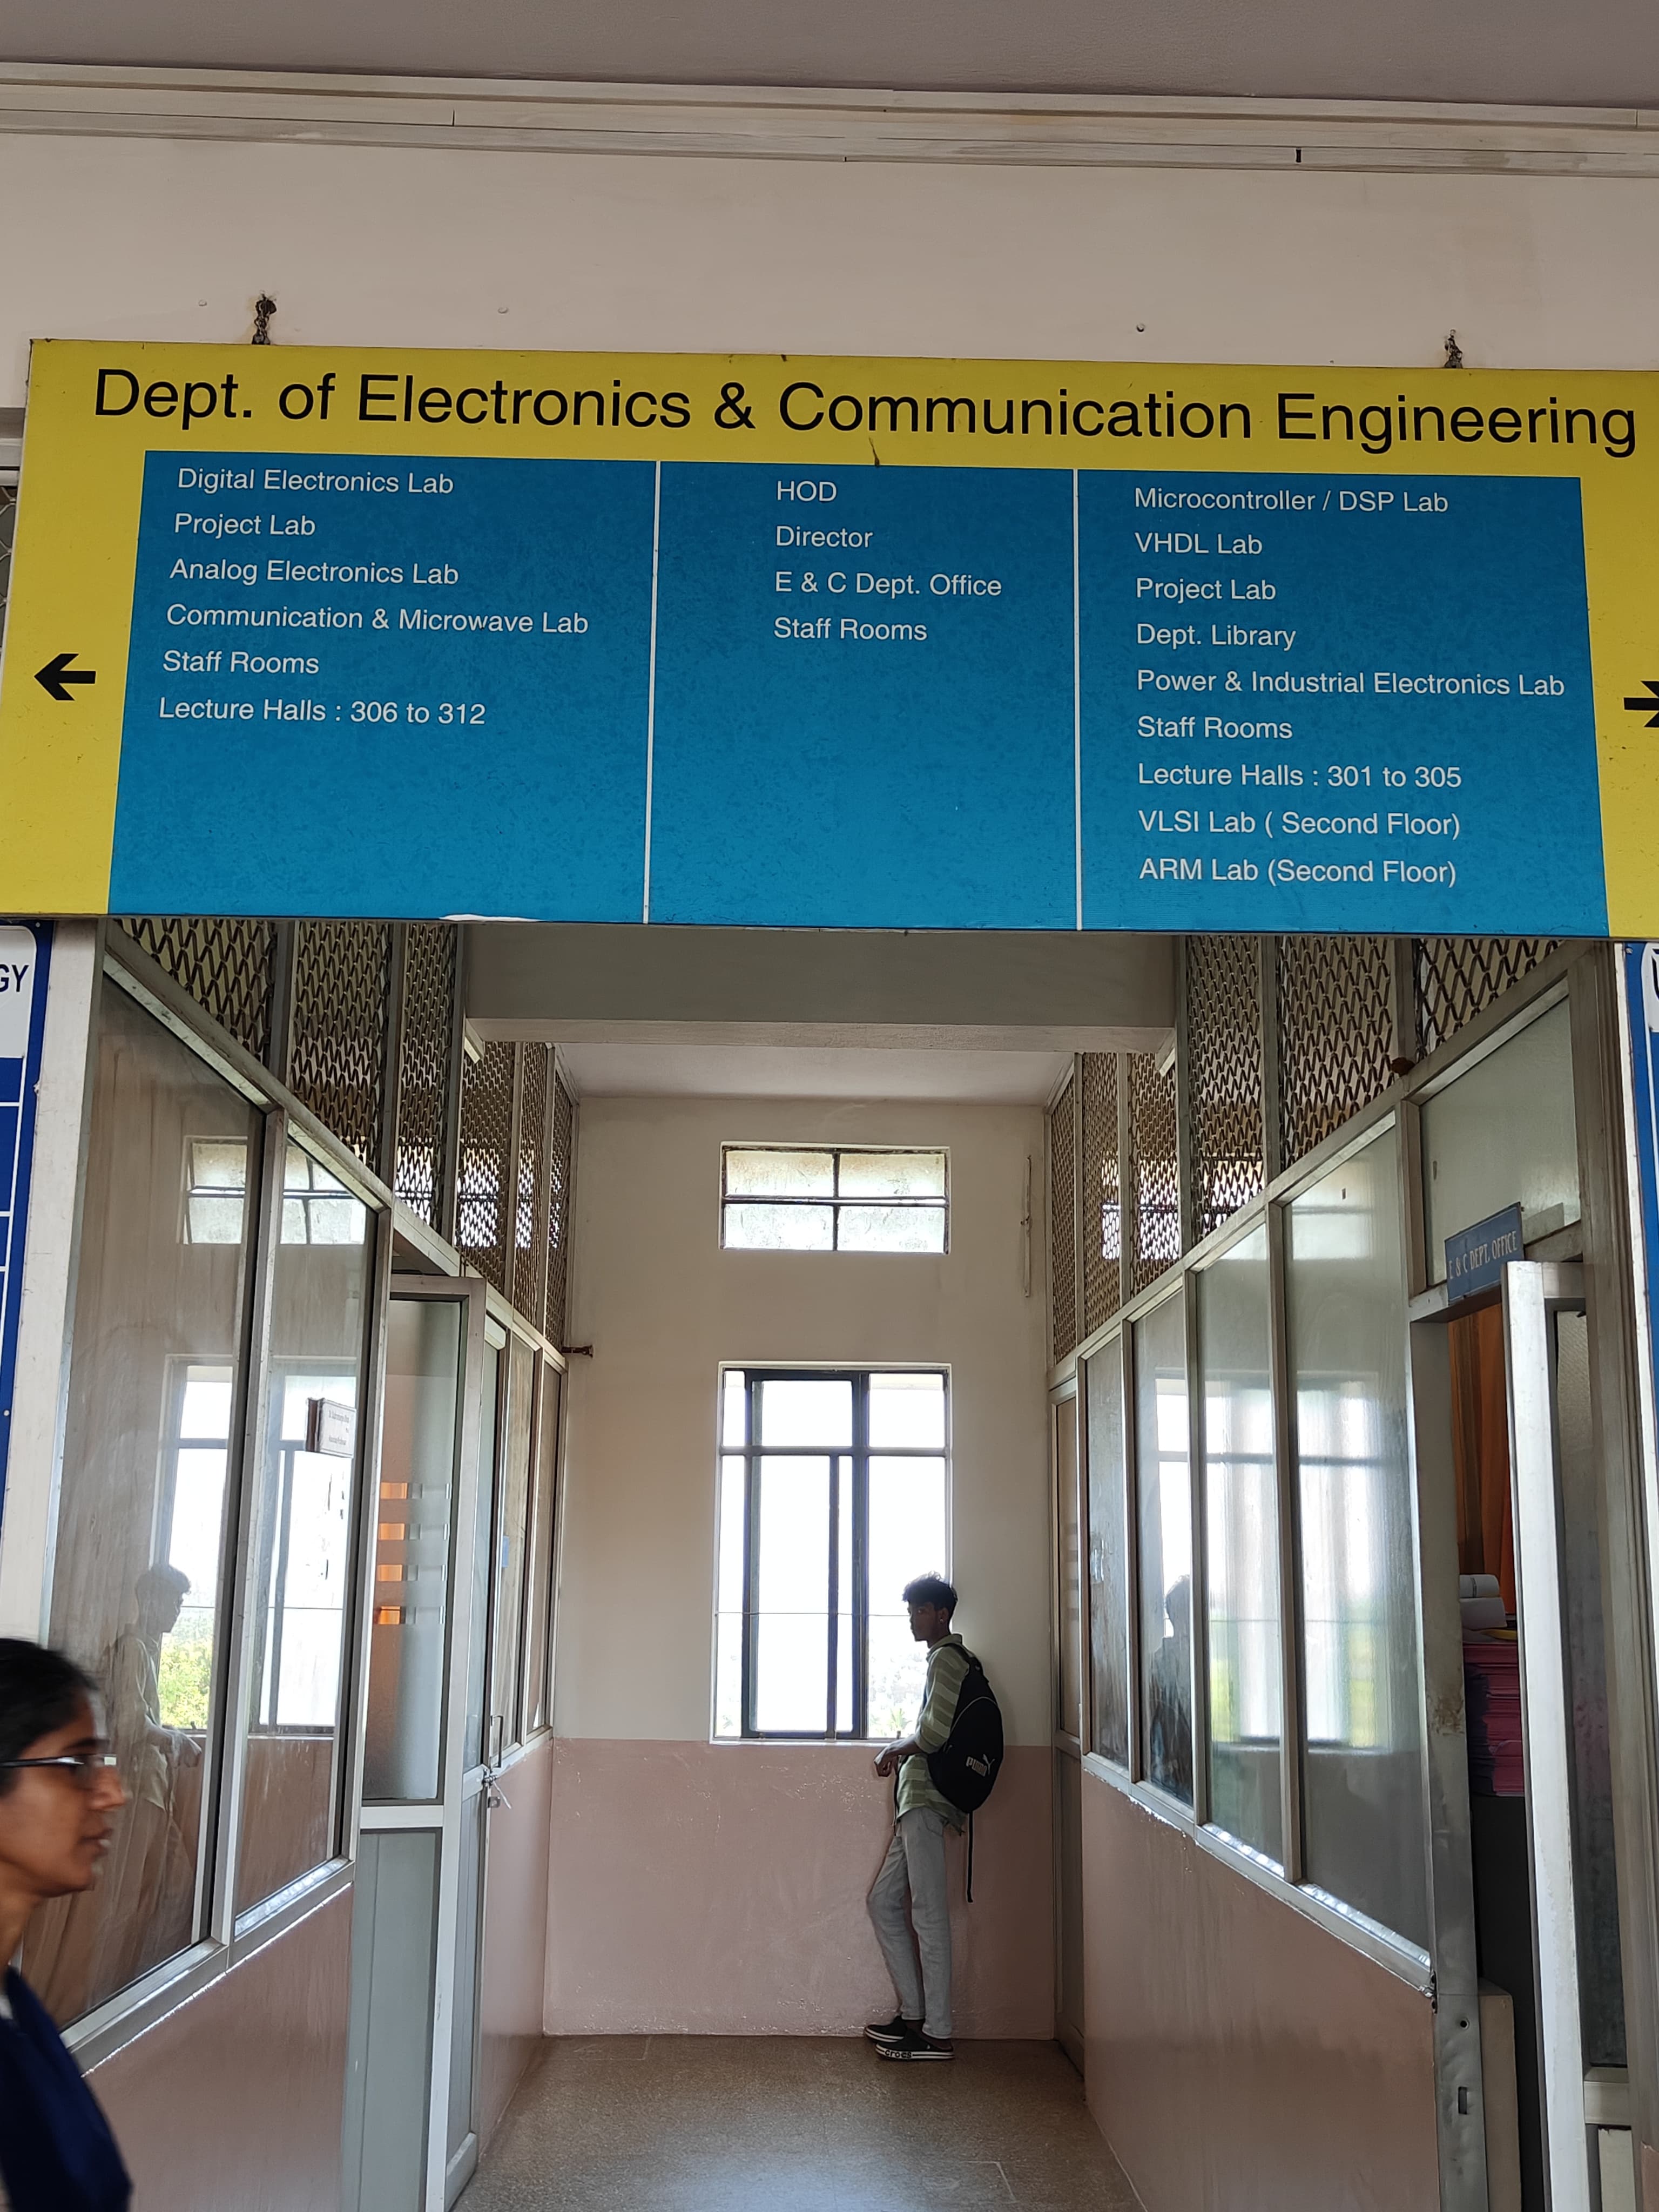 Dept. of Electronics & Communication Engineering
Digital Electronics Lab
Project Lab
Analog Electronics Lab
Communication & Microwave Lab
Staff Rooms
Lecture Halls : 306 to 312
HOD
Director
E & C Dept. Office
Staff Rooms
Microcontroller / DSP Lab
VHDL Lab
Project Lab
Dept. Library
Power & Industrial Electronics Lab
Staff Rooms
Lecture Halls : 301 to 305
VLSI Lab ( Second Floor)
ARM Lab (Second Floor)
GY
E & C DEPT. OFFICE
PUMA
crocs